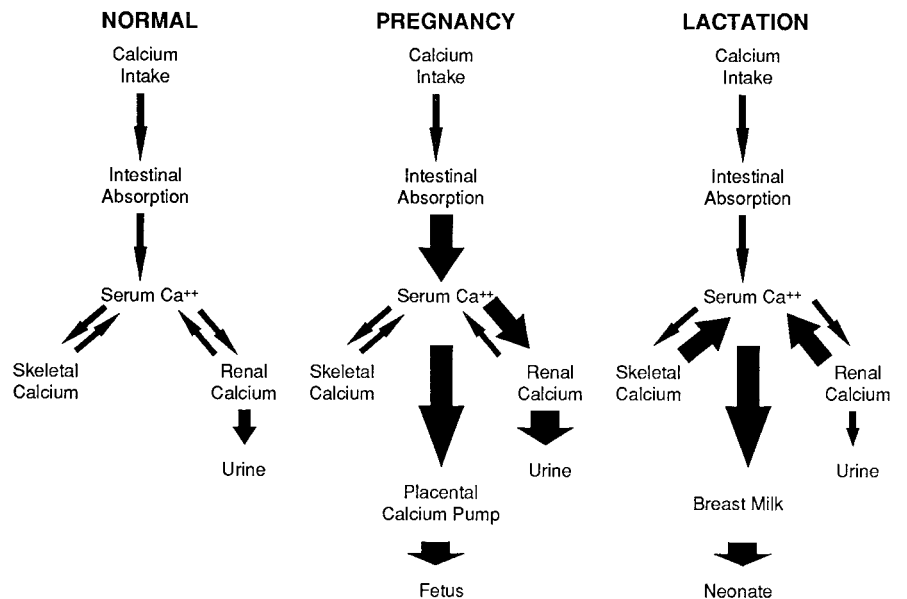 NORMAL
Calcium
Intake
Intestinal
Absorption
Serum Ca++
Skeletal
Calcium
Renal
Calcium
Urine
PREGNANCY
Calcium
Intake
Intestinal
Absorption
Serum Ca++
Skeletal
Calcium
Renal
Calcium
Urine
Placental
Calcium Pump
Fetus
LACTATION
Calcium
Intake
Intestinal
Absorption
Serum Ca++
Skeletal
Calcium
Renal
Calcium
Urine
Breast Milk
Neonate